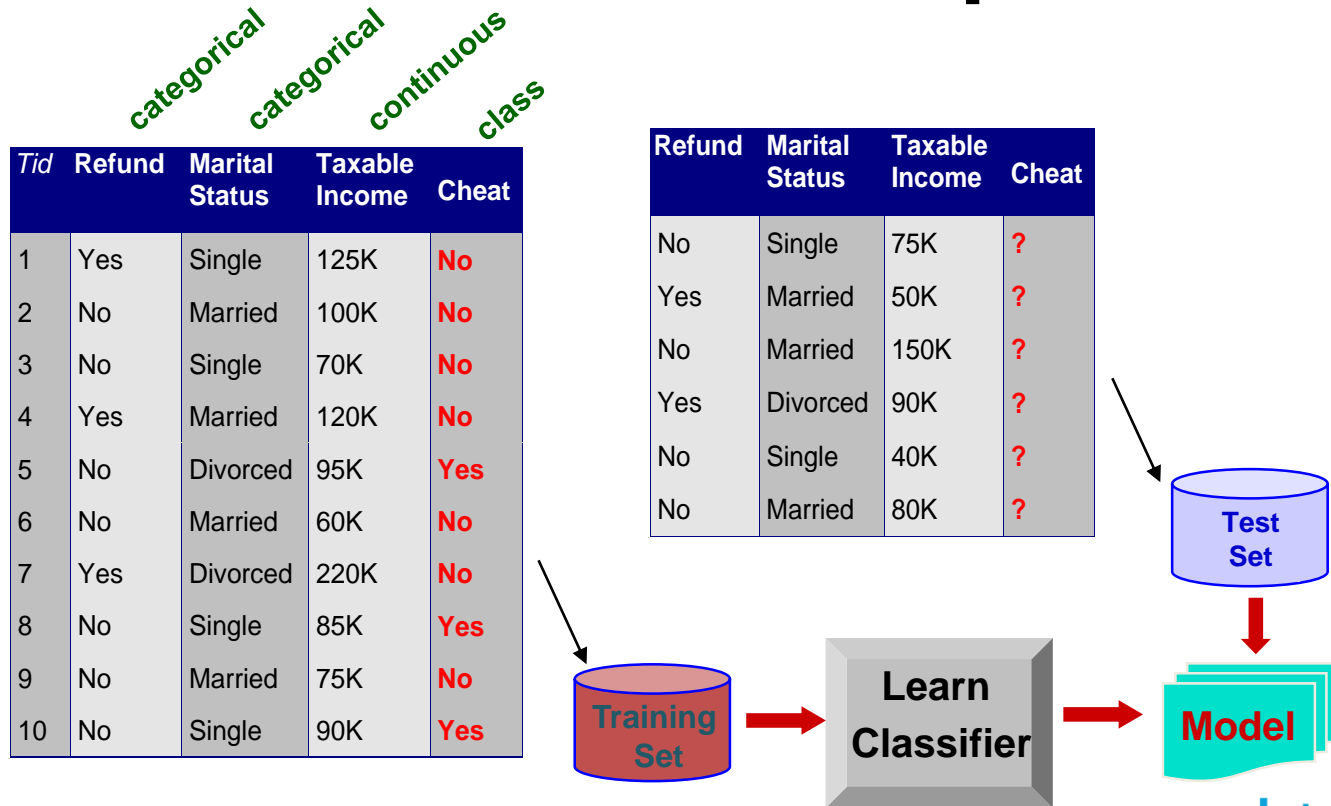 categorical
categorical
continuous
class
Tid Refund Marital Status Taxable Income Cheat
1 Yes Single 125K No
2 No Married 100K No
3 No Single 70K No
4 Yes Married 120K No
5 No Divorced 95K Yes
6 No Married 60K No
7 Yes Divorced 220K No
8 No Single 85K Yes
9 No Married 75K No
10 No Single 90K Yes
Refund Marital Status Taxable Income Cheat
No Single 75K ?
Yes Married 50K ?
No Married 150K ?
Yes Divorced 90K ?
No Single 40K ?
No Married 80K ?
Test
Set
Training
Set
Learn
Classifier
Model